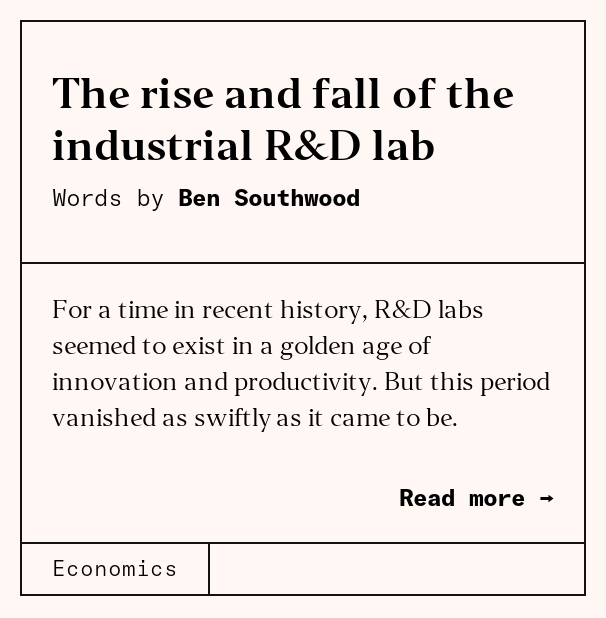 The rise and fall of the
industrial R&D lab
Words by Ben Southwood
For a time in recent history, R&D labs
seemed to exist in a golden age of
innovation and productivity. But this period
vanished as swiftly as it came to be.
Read more →
Economics